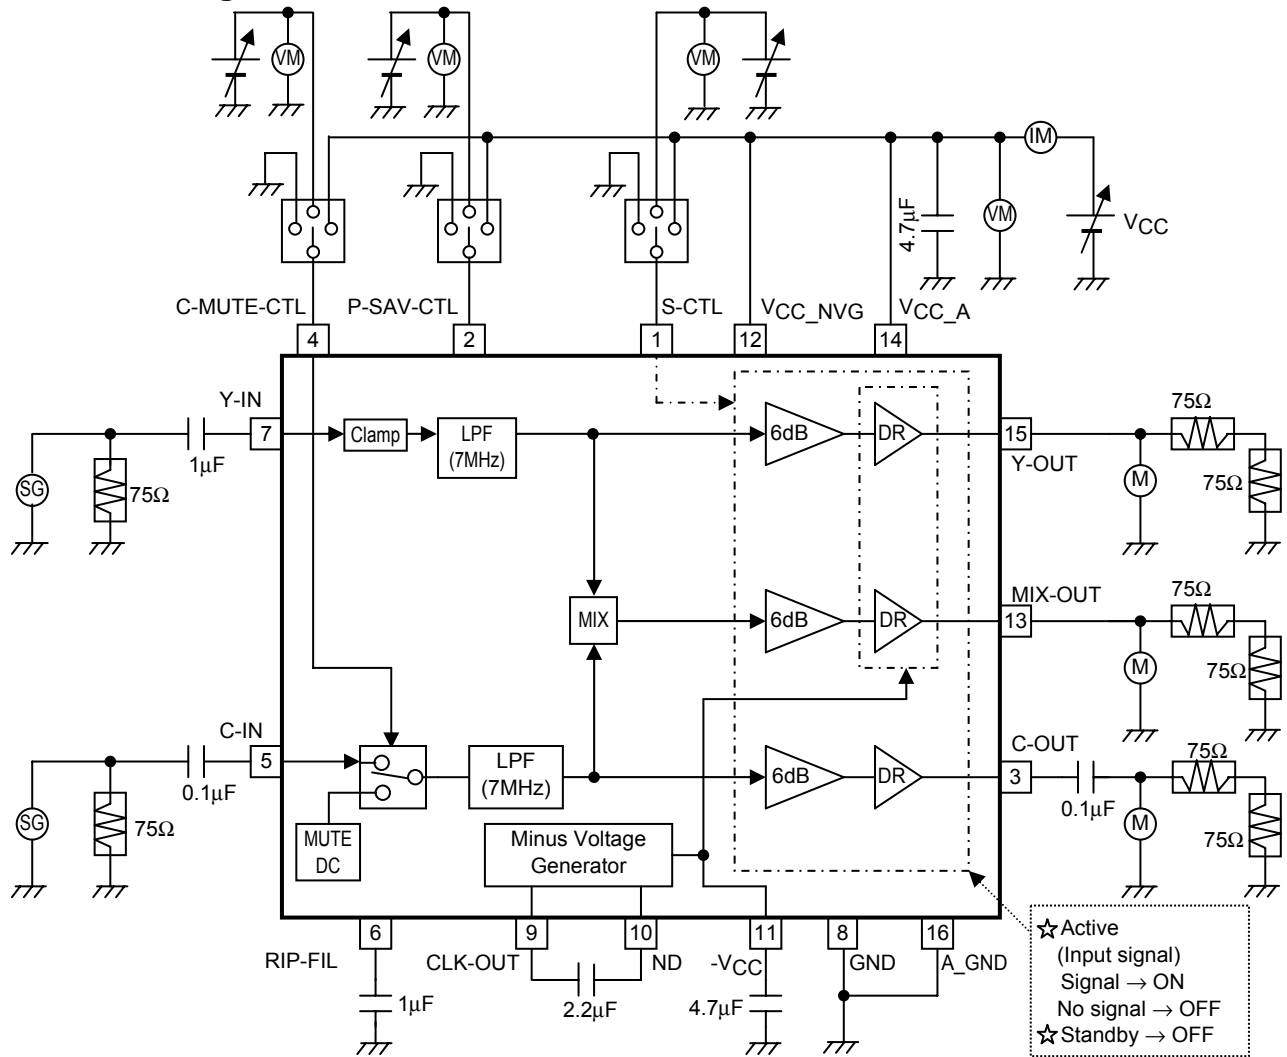 VM
VM
VM
IM
4.7μF
VM
VCC
C-MUTE-CTL
P-SAV-CTL
S-CTL
VCC_NVG
VCC_A
4
2
1
12
14
Y-IN
7
1μF
SG
75Ω
Clamp
LPF
(7MHz)
6dB
DR
15
Y-OUT
75Ω
M
75Ω
MIX
6dB
DR
MIX-OUT
13
75Ω
M
75Ω
C-IN
5
0.1μF
SG
75Ω
MUTE
DC
LPF
(7MHz)
6dB
DR
C-OUT
3
0.1μF
75Ω
M
75Ω
Minus Voltage
Generator
6
9
10
11
8
16
RIP-FIL
CLK-OUT
ND
-VCC
GND
A_GND
1μF
2.2μF
4.7μF
☆Active
(Input signal)
Signal → ON
No signal → OFF
☆Standby → OFF